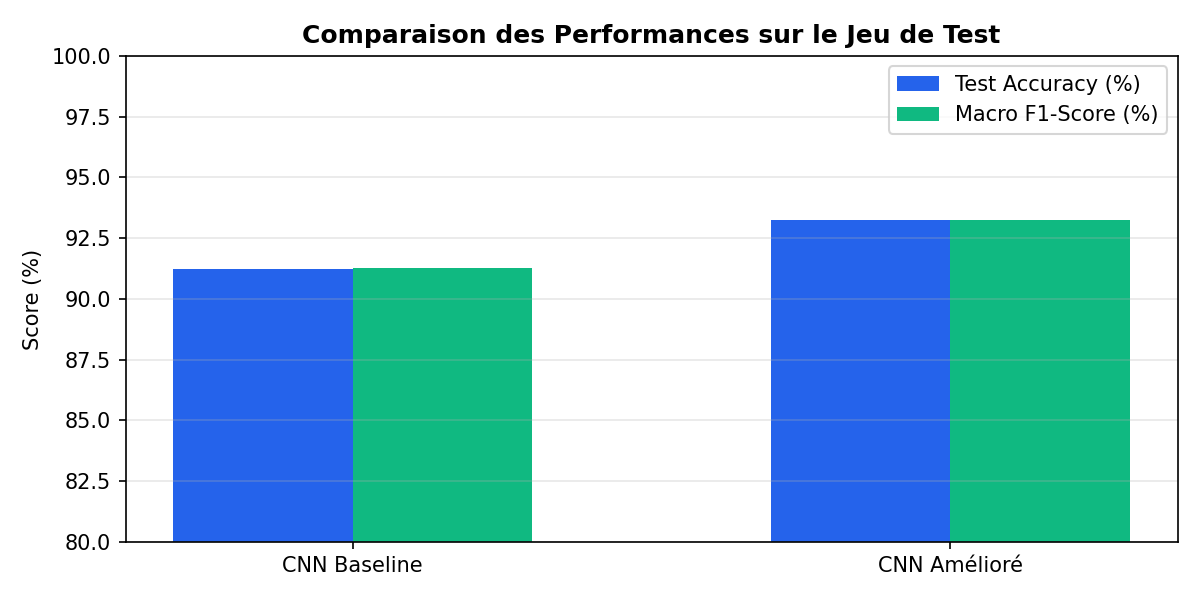 Comparaison des Performances sur le Jeu de Test
Test Accuracy (%)
Macro F1-Score (%)
Score (%)
100.0
97.5
95.0
92.5
90.0
87.5
85.0
82.5
80.0
CNN Baseline
CNN Amélioré